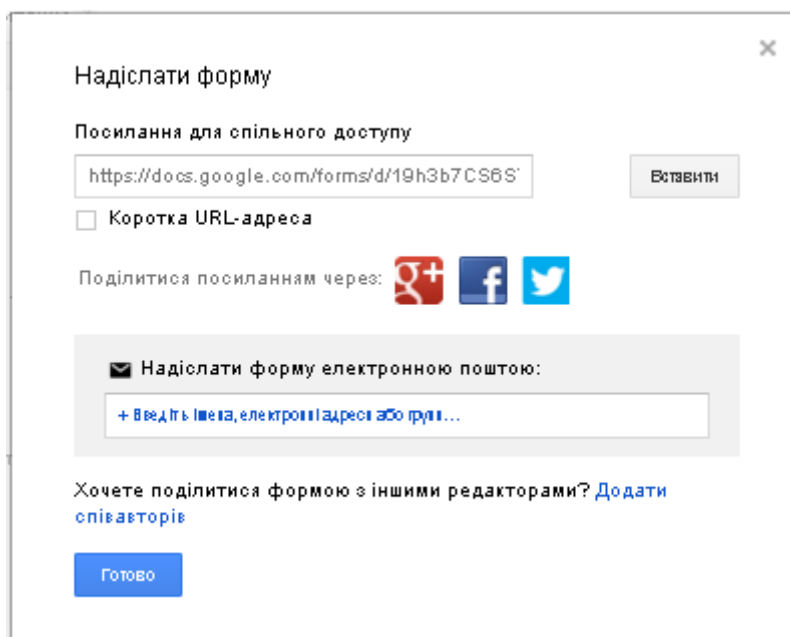 Надіслати форму
Посилання для спільного доступу
https://docs.google.com/forms/d/19h3b7CS6S
Вставити
Коротка URL-адреса
Поділитися посиланням через:
Надіслати форму електронною поштою:
+ Введіть імена, електронні адреси або групи...
Хочете поділитися формою з іншими редакторами? Додати
співавторів
Готово